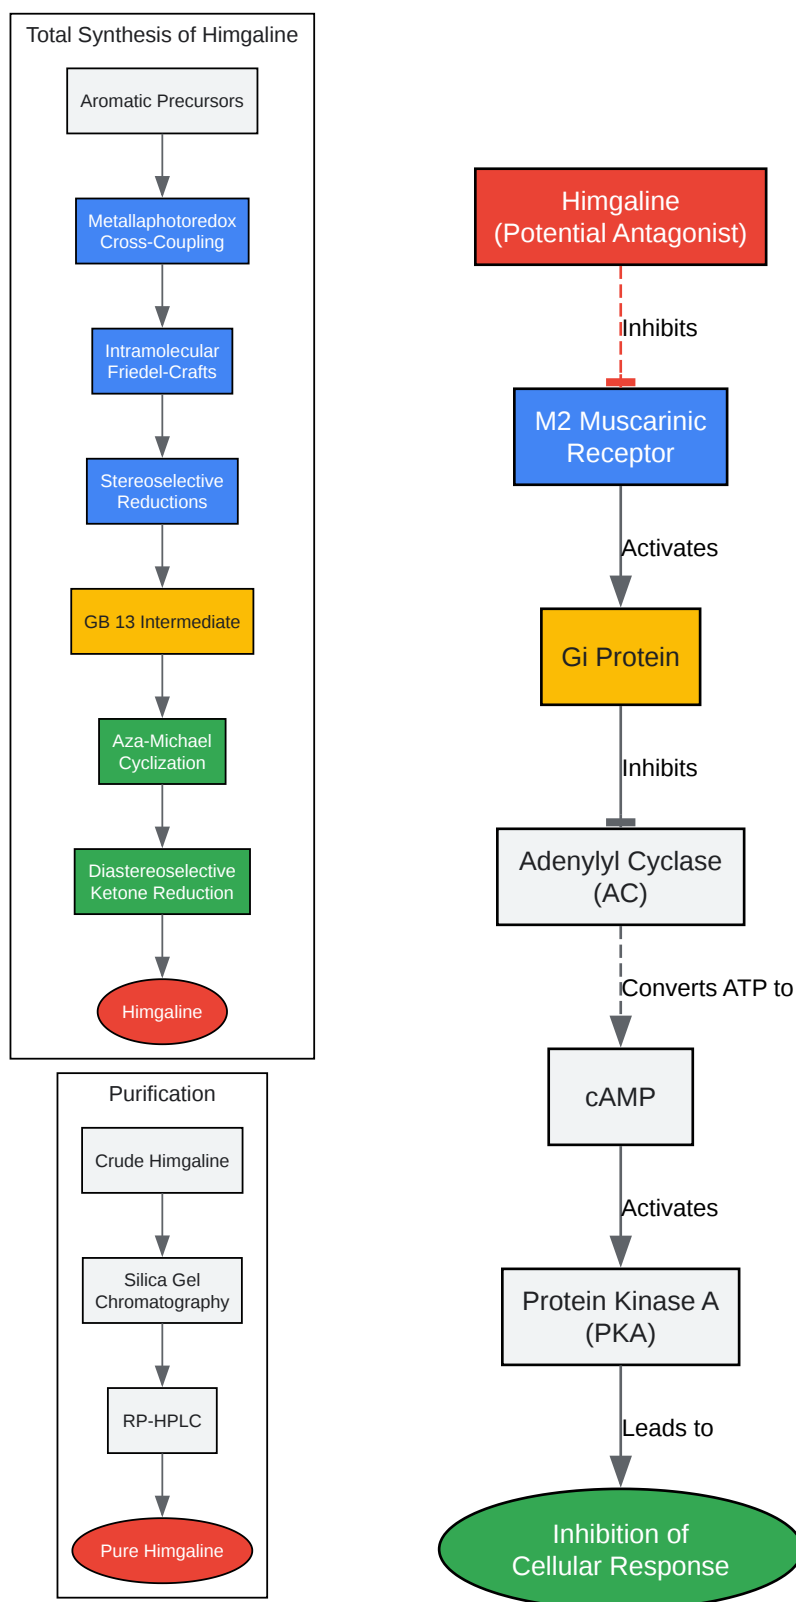 Total Synthesis of Himgaline
Aromatic Precursors
Metallaphotoredox
Cross-Coupling
Intramolecular
Friedel-Crafts
Stereoselective
Reductions
GB 13 Intermediate
Aza-Michael
Cyclization
Diastereoselective
Ketone Reduction
Himgaline
Purification
Crude Himgaline
Silica Gel
Chromatography
RP-HPLC
Pure Himgaline
Himgaline
(Potential Antagonist)
Inhibits
M2 Muscarinic
Receptor
Activates
Gi Protein
Inhibits
Adenylyl Cyclase
(AC)
Converts ATP to
cAMP
Activates
Protein Kinase A
(PKA)
Leads to
Inhibition of
Cellular Response